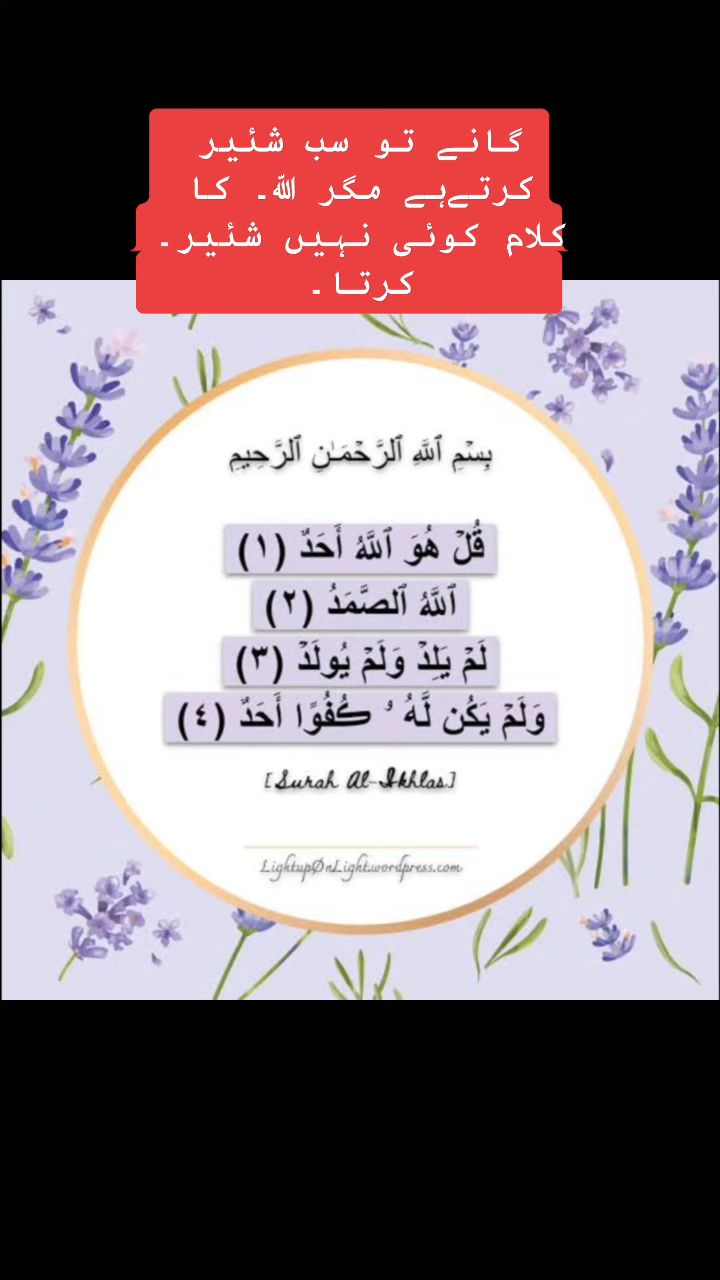 گانے تو سب شئیر
کرتےہے مگر ﷲ۔ کا
کلام کوئی نہیں شئیر۔
کرتا۔
بِسْمِ ٱللَّهِ ٱلرَّحْمَـٰنِ ٱلرَّحِيمِ
قُلْ هُوَ ٱللَّهُ أَحَدٌ (١)
ٱللَّهُ ٱلصَّمَدُ (٢)
لَمْ يَلِدْ وَلَمْ يُولَدْ (٣)
وَلَمْ يَكُن لَّهُ ۥ كُفُوًا أَحَدٌ (٤)
[Surah Al-Ikhlas]
LightupOnLight.wordpress.com